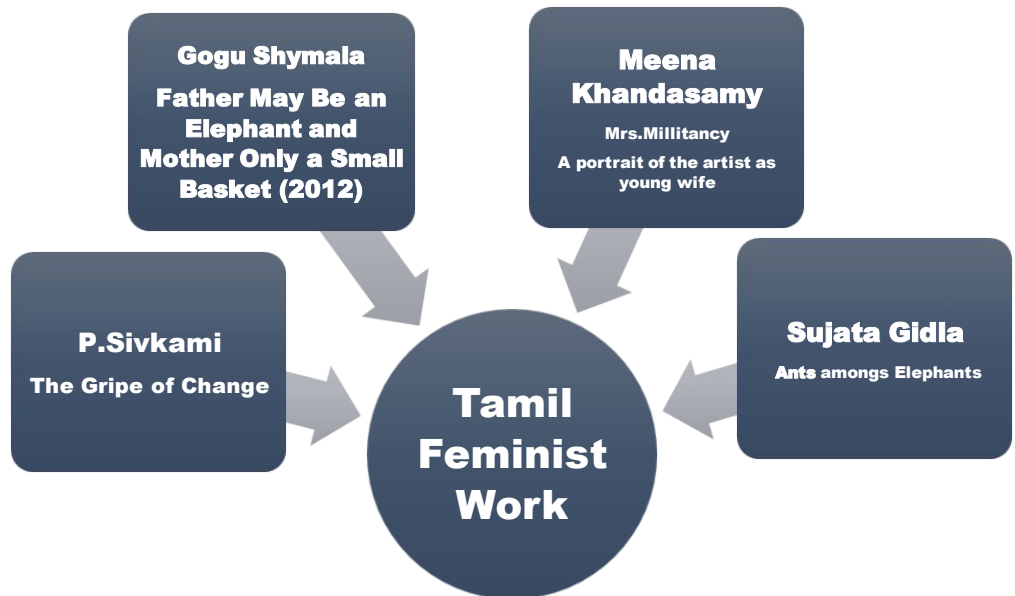 Gogu Shymala
Father May Be an
Elephant and
Mother Only a Small
Basket (2012)
Meena
Khandasamy
Mrs.Millitancy
A portrait of the artist as
young wife
P.Sivkami
The Gripe of Change
Sujata Gidla
Ants amongs Elephants
Tamil
Feminist
Work